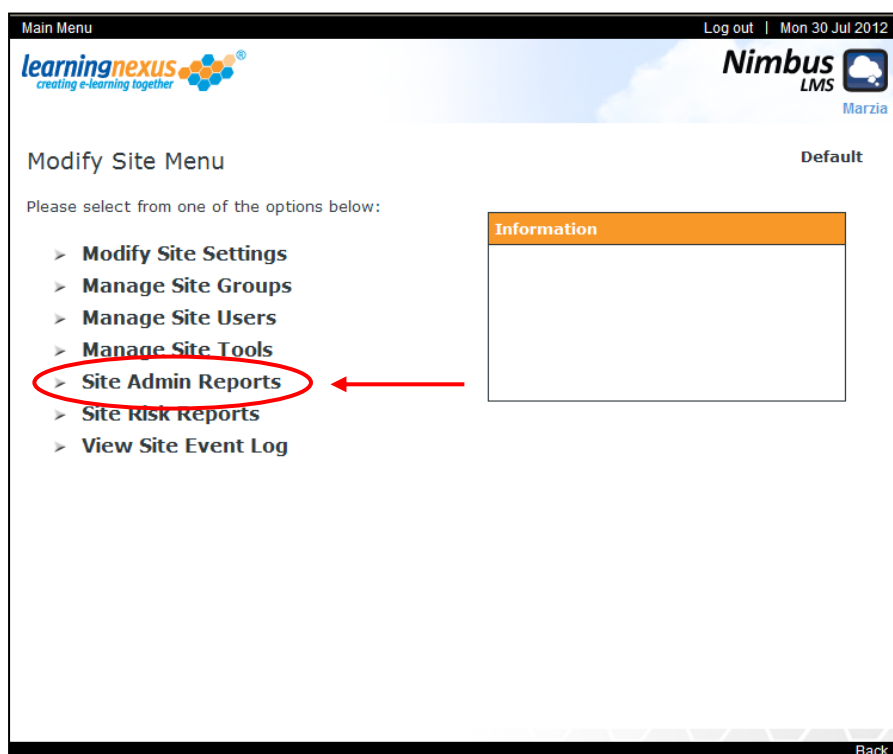 Main Menu
Log out | Mon 30 Jul 2012
learningnexus®
creating e-learning together
Nimbus
LMS
Marzia
Modify Site Menu
Default
Please select from one of the options below:
Information
Modify Site Settings
Manage Site Groups
Manage Site Users
Manage Site Tools
Site Admin Reports
Site Risk Reports
View Site Event Log
Back